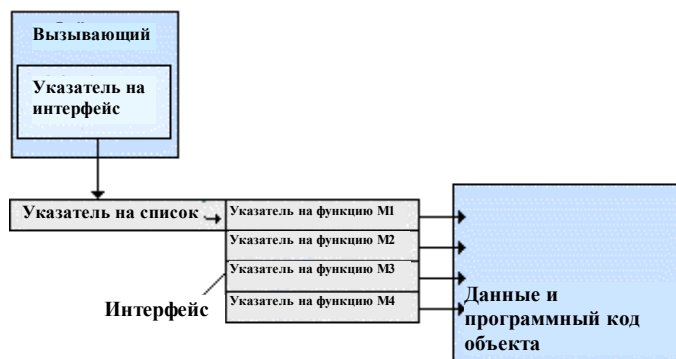 Вызывающий
Указатель на
интерфейс
Указатель на список
Указатель на функцию M1
Указатель на функцию M2
Указатель на функцию M3
Указатель на функцию M4
Интерфейс
Данные и
программный код
объекта